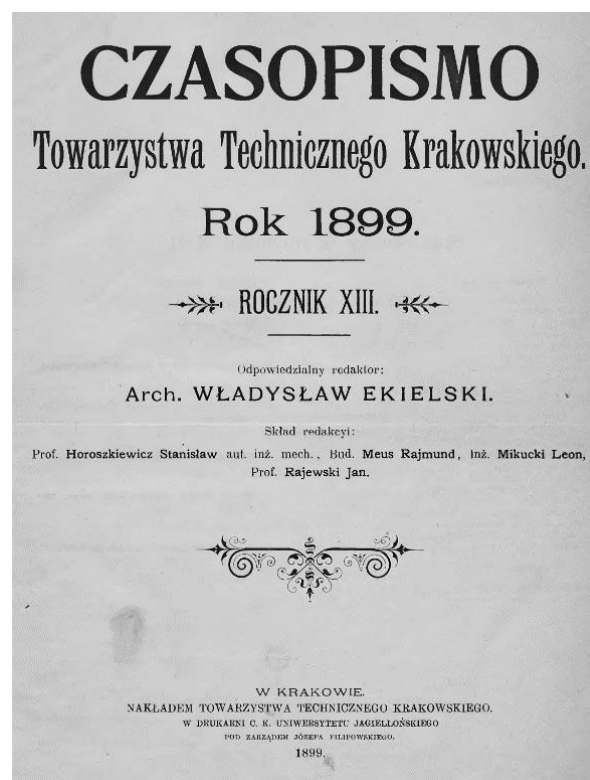 CZASOPISMO
Towarzystwa Technicznego Krakowskiego.
Rok 1899.
ROCZNIK XIII.
Odpowiedzialny redaktor:
Arch. WŁADYSŁAW EKIELSKI.
Skład redakcyi:
Prof. Horoszkiewicz Stanisław aut. inż. mech., Bud. Meus Rajmund, Inż. Mikucki Leon,
Prof. Rajewski Jan.
W KRAKOWIE.
NAKŁADEM TOWARZYSTWA TECHNICZNEGO KRAKOWSKIEGO.
W DRUKARNI C. K. UNIWERSYTETU JAGIELLOŃSKIEGO
POD ZARZĄDEM JÓZEFA FILIPOWSKIEGO.
1899.